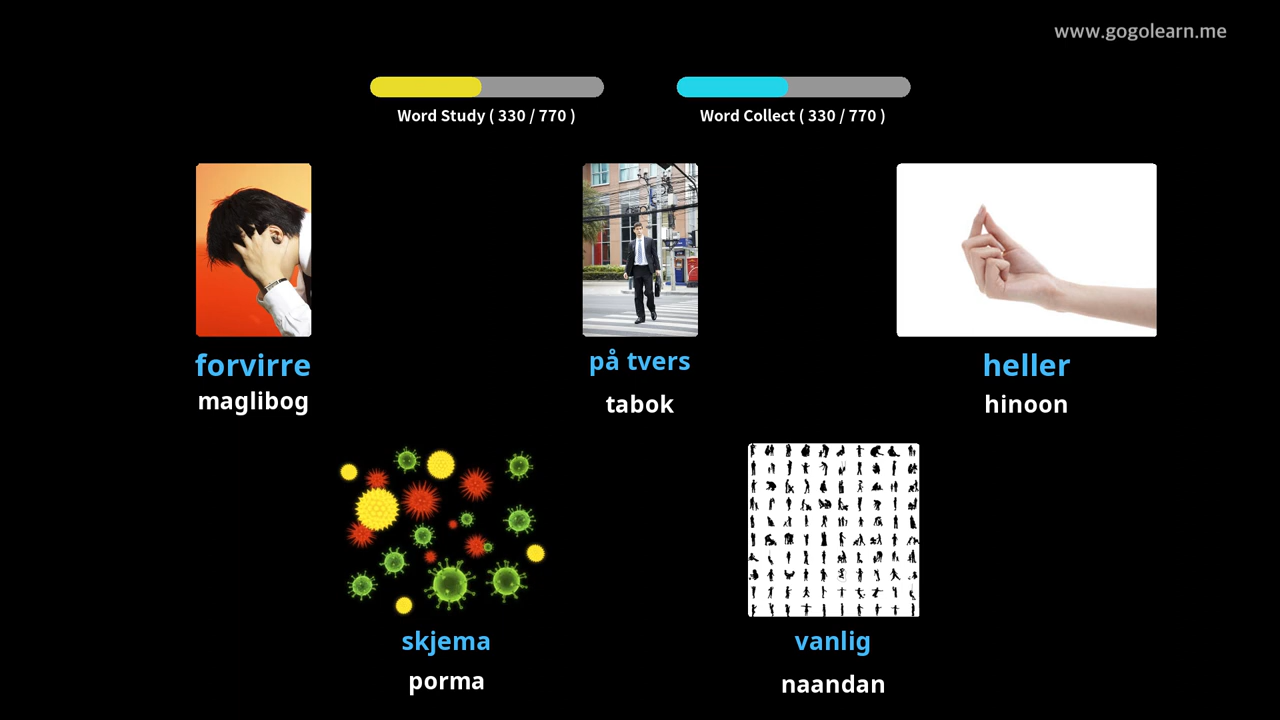 www.gogolearn.me
Word Study ( 330 / 770 )
Word Collect ( 330 / 770 )
forvirre
maglibog
på tvers
tabok
heller
hinoon
skjema
porma
vanlig
naandan